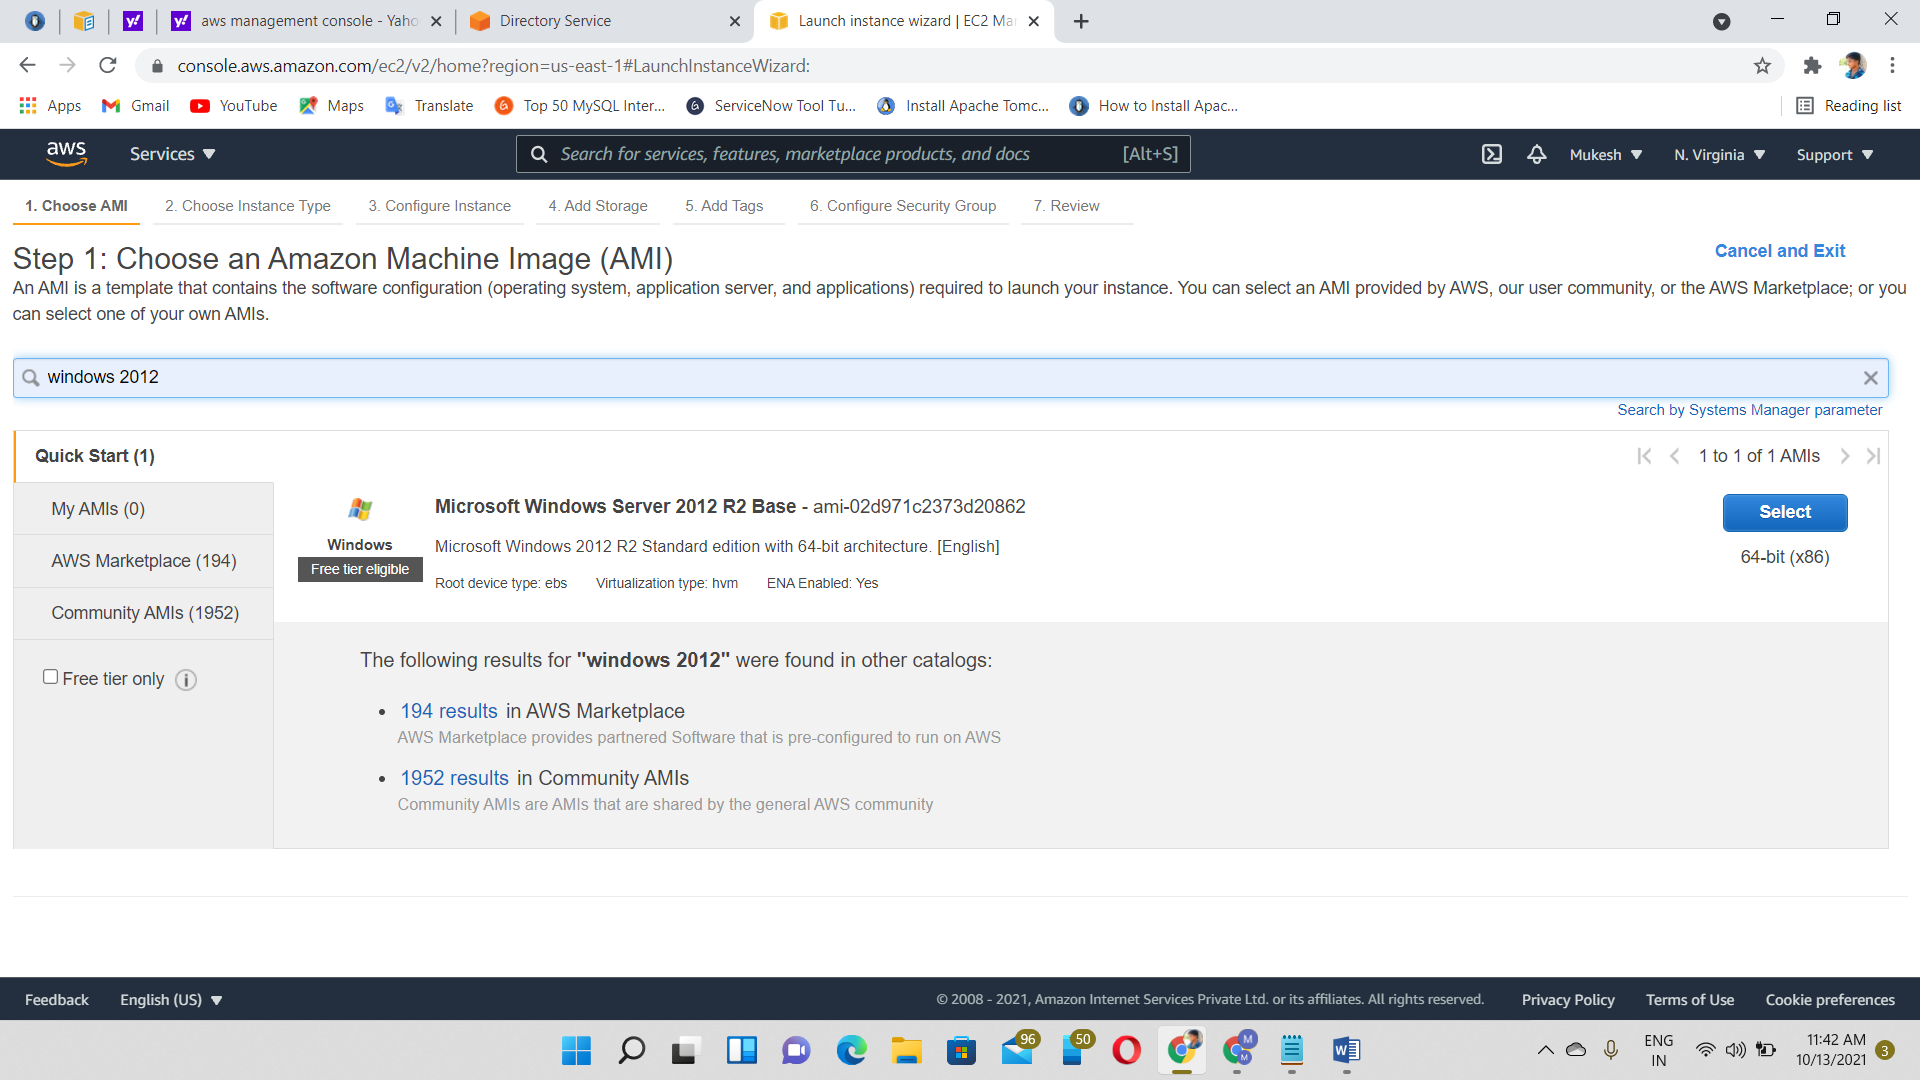 aws management console - Yaho
Directory Service
Launch instance wizard | EC2 Mar
console.aws.amazon.com/ec2/v2/home?region=us-east-1#LaunchInstanceWizard:
Apps
Gmail
YouTube
Maps
Translate
Top 50 MySQL Inter...
ServiceNow Tool Tu...
Install Apache Tomc...
How to Install Apac...
Reading list
aws
Services
Search for services, features, marketplace products, and docs
[Alt+S]
Mukesh
N. Virginia
Support
1. Choose AMI
2. Choose Instance Type
3. Configure Instance
4. Add Storage
5. Add Tags
6. Configure Security Group
7. Review
Step 1: Choose an Amazon Machine Image (AMI)
Cancel and Exit
An AMI is a template that contains the software configuration (operating system, application server, and applications) required to launch your instance. You can select an AMI provided by AWS, our user community, or the AWS Marketplace; or you
can select one of your own AMIs.
windows 2012
Search by Systems Manager parameter
Quick Start (1)
1 to 1 of 1 AMIs
My AMIs (0)
AWS Marketplace (194)
Community AMIs (1952)
Free tier only
Windows
Free tier eligible
Microsoft Windows Server 2012 R2 Base - ami-02d971c2373d20862
Microsoft Windows 2012 R2 Standard edition with 64-bit architecture. [English]
Root device type: ebs
Virtualization type: hvm
ENA Enabled: Yes
Select
64-bit (x86)
The following results for "windows 2012" were found in other catalogs:
194 results in AWS Marketplace
AWS Marketplace provides partnered Software that is pre-configured to run on AWS
1952 results in Community AMIs
Community AMIs are AMIs that are shared by the general AWS community
Feedback
English (US)
© 2008 - 2021, Amazon Internet Services Private Ltd. or its affiliates. All rights reserved.
Privacy Policy
Terms of Use
Cookie preferences
96
50
ENG
IN
11:42 AM
10/13/2021
3